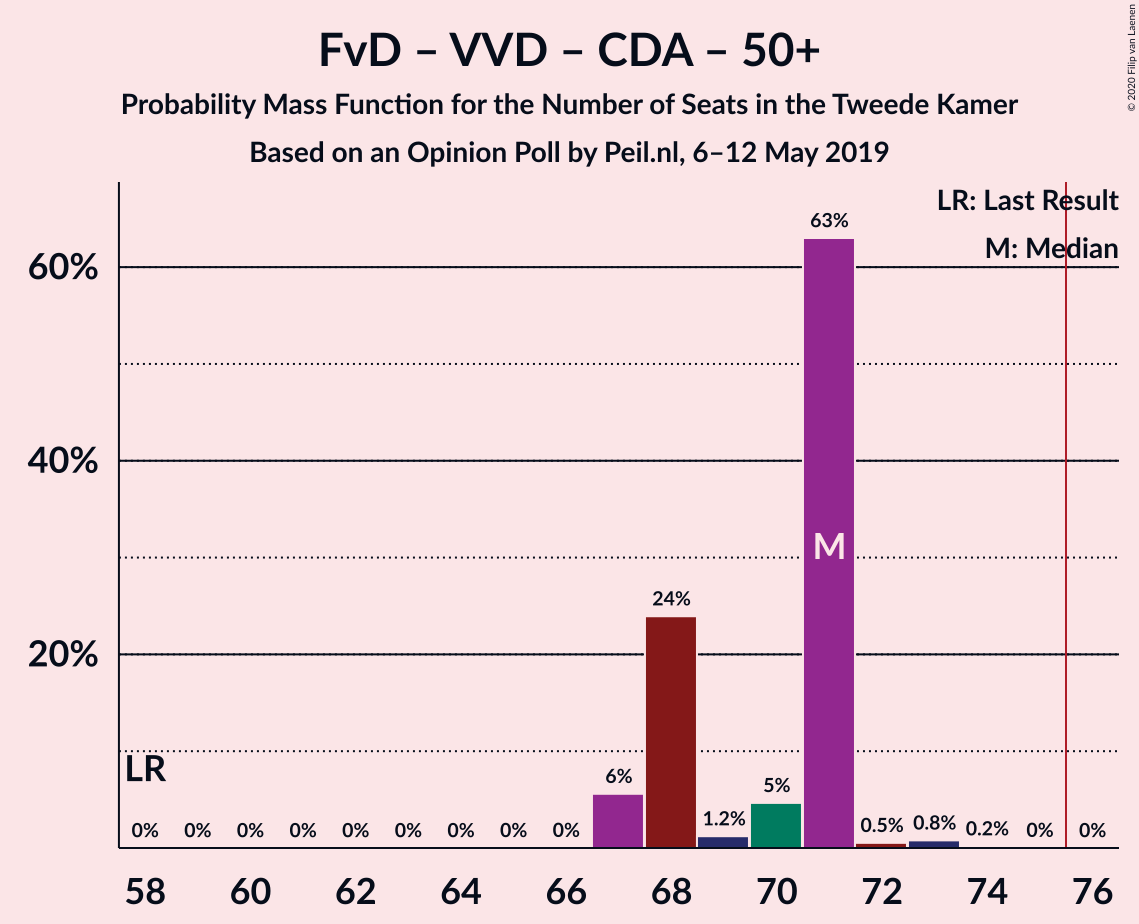 FvD – VVD – CDA – 50+
Probability Mass Function for the Number of Seats in the Tweede Kamer
Based on an Opinion Poll by Peil.nl, 6–12 May 2019
© 2020 Filip van Laenen
LR: Last Result
M: Median
63%
60%
M
24%
40%
20%
LR
0% 0% 0% 0% 0% 0% 0% 0% 0% 6% 1.2% 5% 0.5% 0.8% 0.2% 0% 0%
58 60 62 64 66 68 70 72 74 76